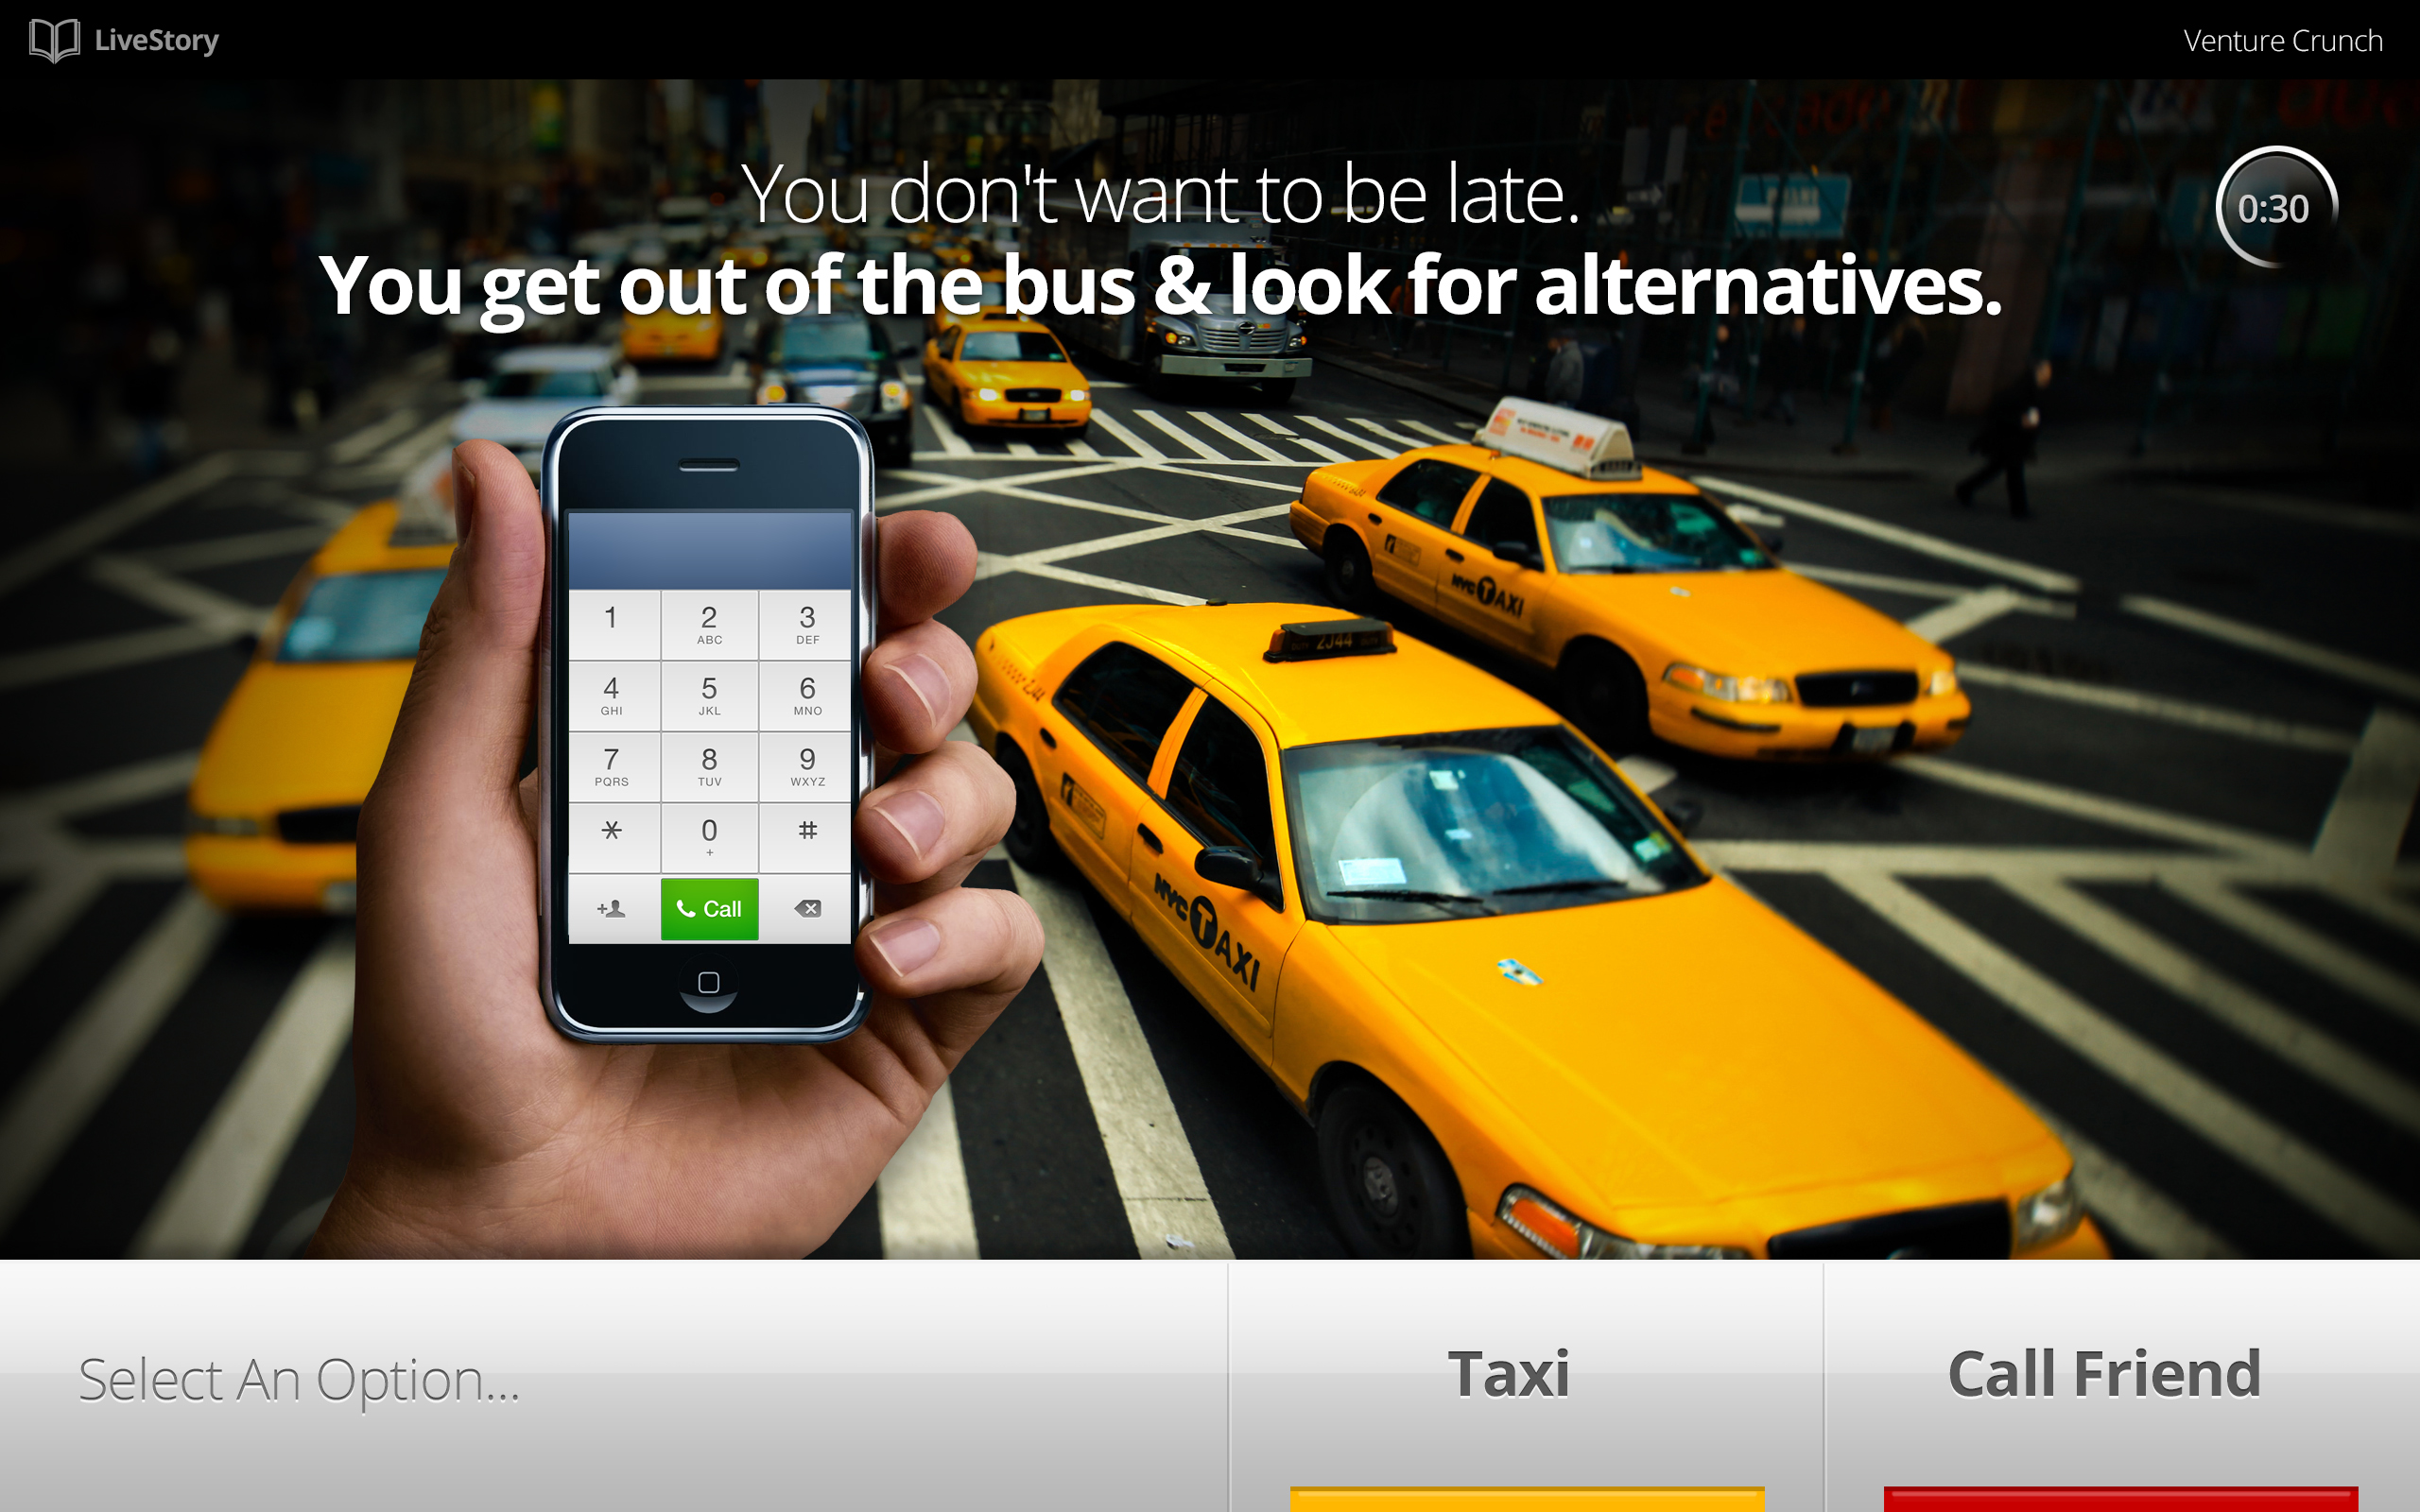 LiveStory
Venture Crunch
You don't want to be late.
0:30
You get out of the bus & look for alternatives.
1
2
ABC
3
DEF
4
GHI
5
JKL
6
MNO
7
PQRS
8
TUV
9
WXYZ
*
0
+
#
+
Call
NYC TAXI
2J44
NYC TAXI
Select An Option...
Taxi
Call Friend